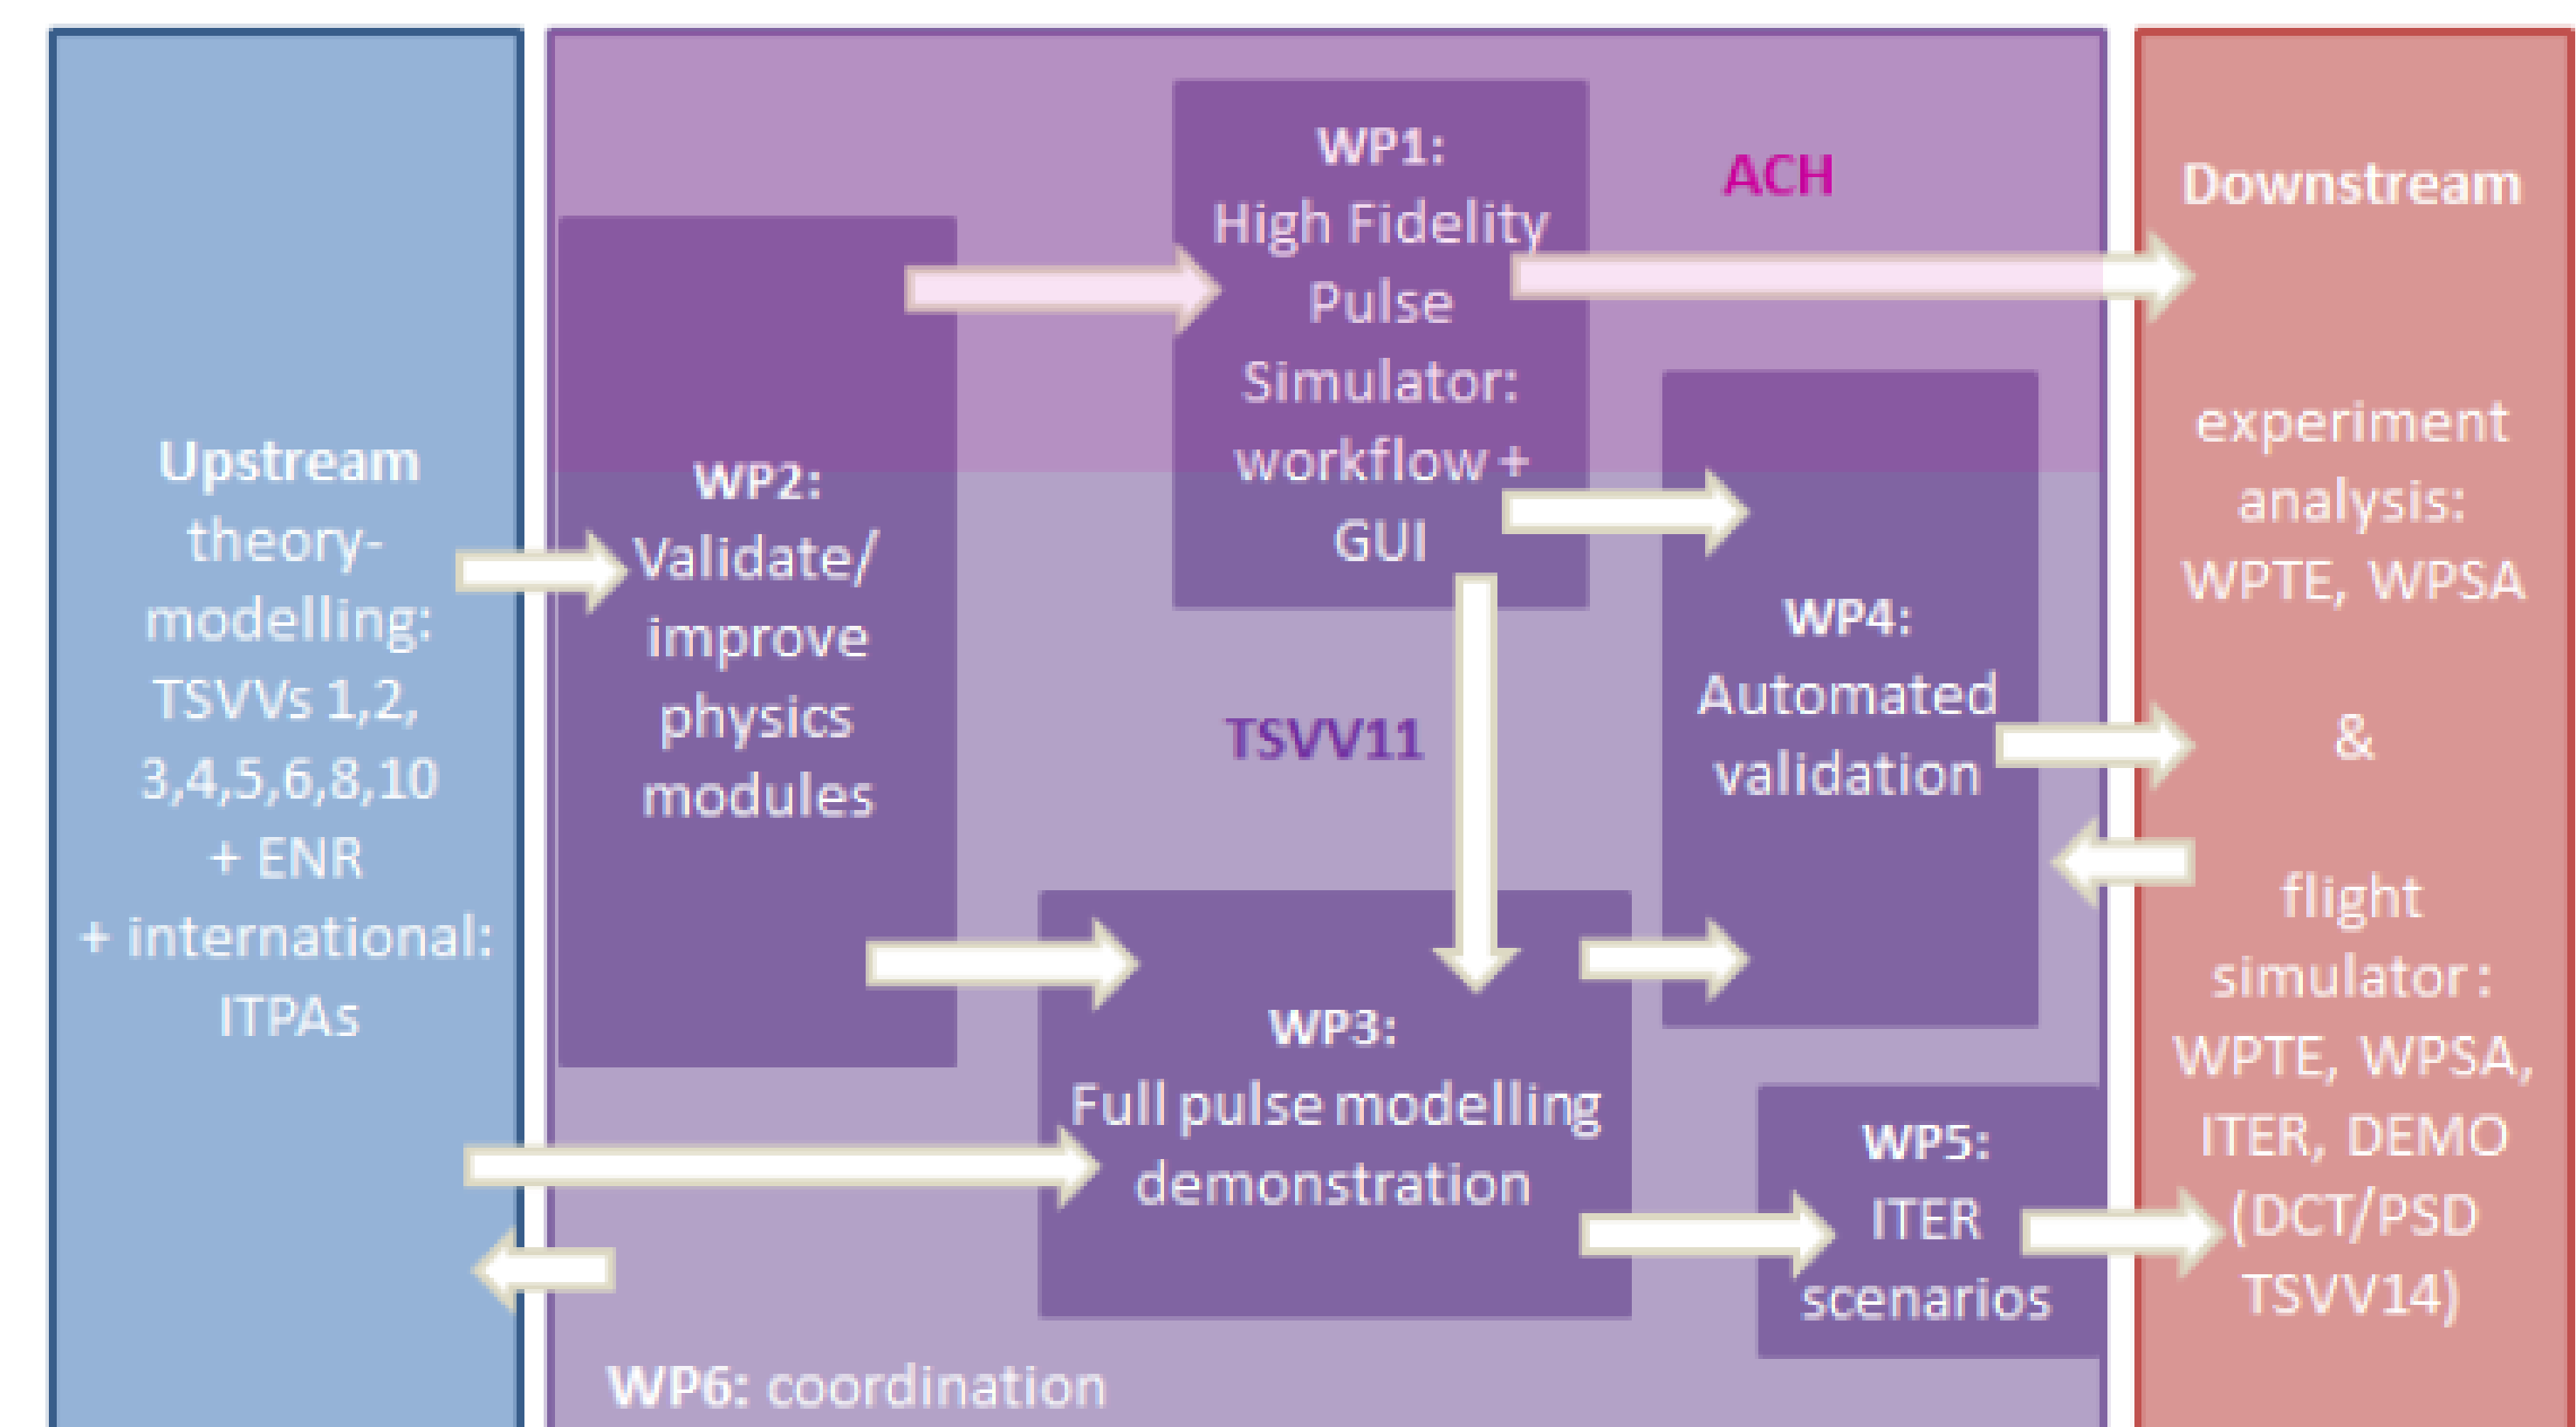 Upstream
theory-
modelling:
TSVVs 1,2,
3,4,5,6,8,10
+ ENR
+ international:
ITPAs
WP2:
Validate/
improve
physics
modules
WP1:
High Fidelity
Pulse
Simulator:
workflow +
GUI
ACH
TSVV11
WP4:
Automated
validation
WP3:
Full pulse modelling
demonstration
WP5:
ITER
scenarios
WP6: coordination
Downstream
experiment
analysis:
WPTE, WPSA
&
flight
simulator :
WPTE, WPSA,
ITER, DEMO
(DCT/PSD
TSVV14)